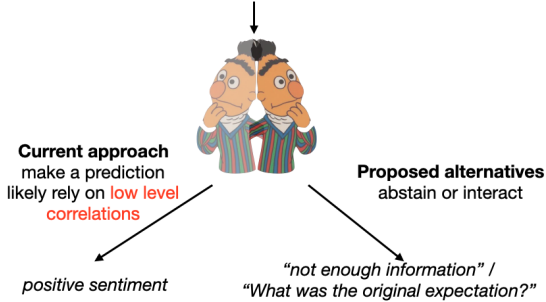 Current approach
make a prediction
likely rely on low level
correlations
Proposed alternatives
abstain or interact
positive sentiment
“not enough information” /
“What was the original expectation?”